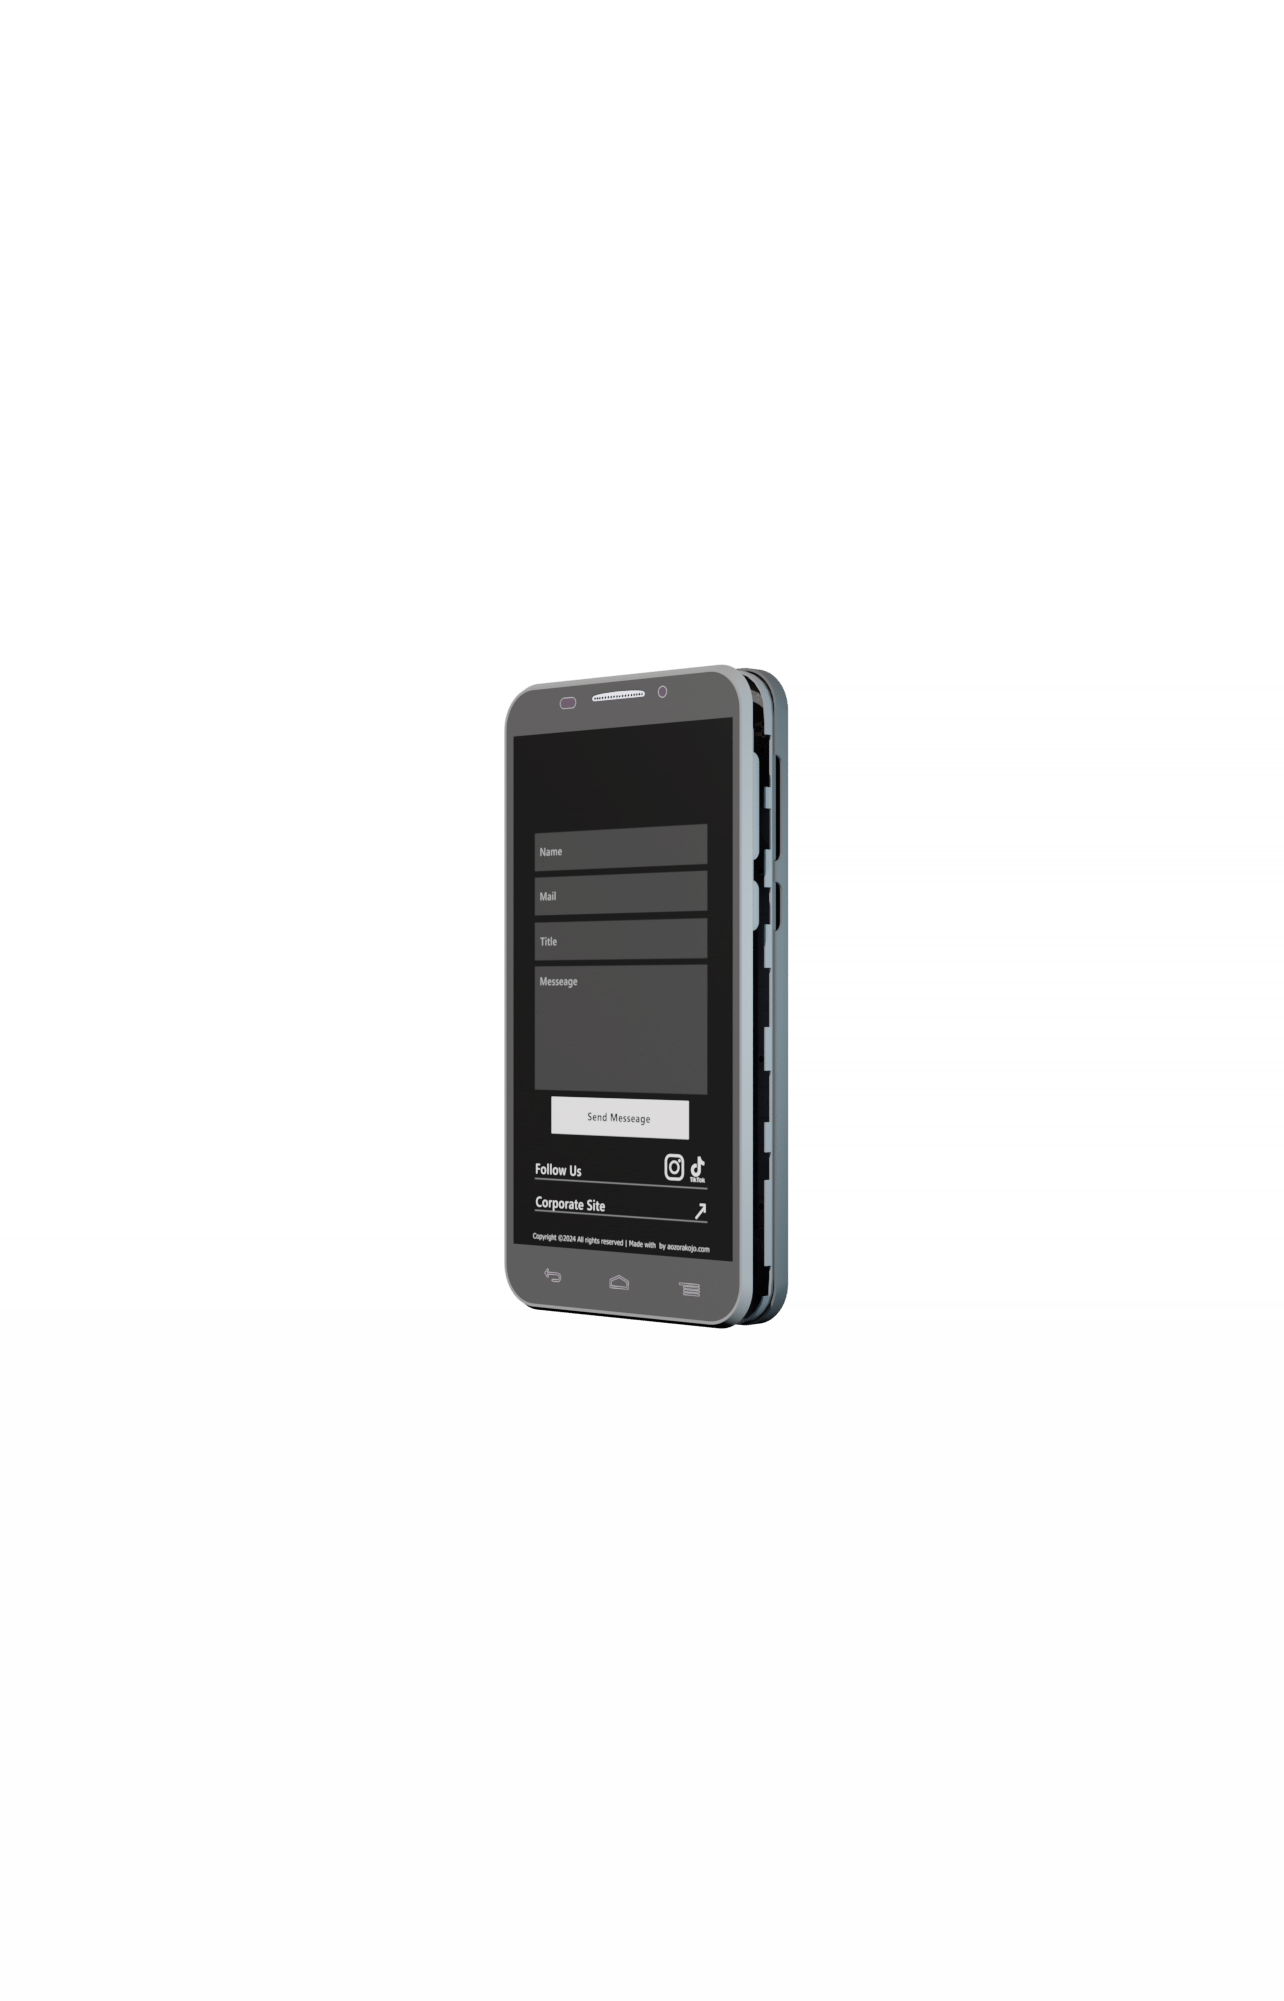 Name
Mail
Title
Messeage
Send Messeage
Follow Us
TikTok
Corporate Site
Copyright ©2024 All rights reserved | Made with by aozorakojo.com